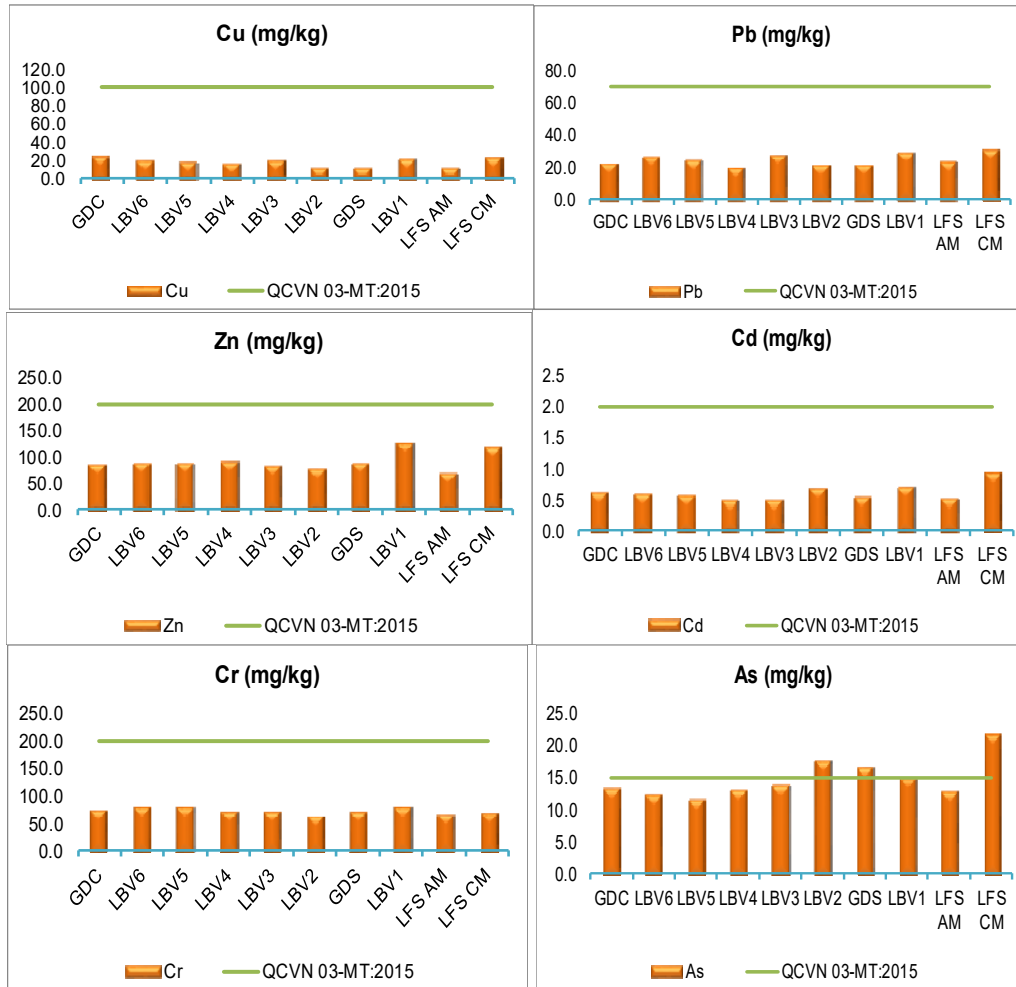 Cu (mg/kg)
120.0
100.0
80.0
60.0
40.0
20.0
0.0
GDC LBV6 LBV5 LBV4 LBV3 LBV2 GDS LBV1 LFS AM LFS CM
Cu QCVN 03-MT:2015
Pb (mg/kg)
80.0
60.0
40.0
20.0
0.0
GDC LBV6 LBV5 LBV4 LBV3 LBV2 GDS LBV1 LFS LFS
AM CM
Pb QCVN 03-MT:2015
Zn (mg/kg)
250.0
200.0
150.0
100.0
50.0
0.0
GDC LBV6 LBV5 LBV4 LBV3 LBV2 GDS LBV1 LFS AM LFS CM
Zn QCVN 03-MT:2015
Cd (mg/kg)
2.5
2.0
1.5
1.0
0.5
0.0
GDC LBV6 LBV5 LBV4 LBV3 LBV2 GDS LBV1 LFS LFS
AM CM
Cd QCVN 03-MT:2015
Cr (mg/kg)
250.0
200.0
150.0
100.0
50.0
0.0
GDC LBV6 LBV5 LBV4 LBV3 LBV2 GDS LBV1 LFS AM LFS CM
Cr QCVN 03-MT:2015
As (mg/kg)
25.0
20.0
15.0
10.0
5.0
0.0
GDC LBV6 LBV5 LBV4 LBV3 LBV2 GDS LBV1 LFS LFS
AM CM
As QCVN 03-MT:2015